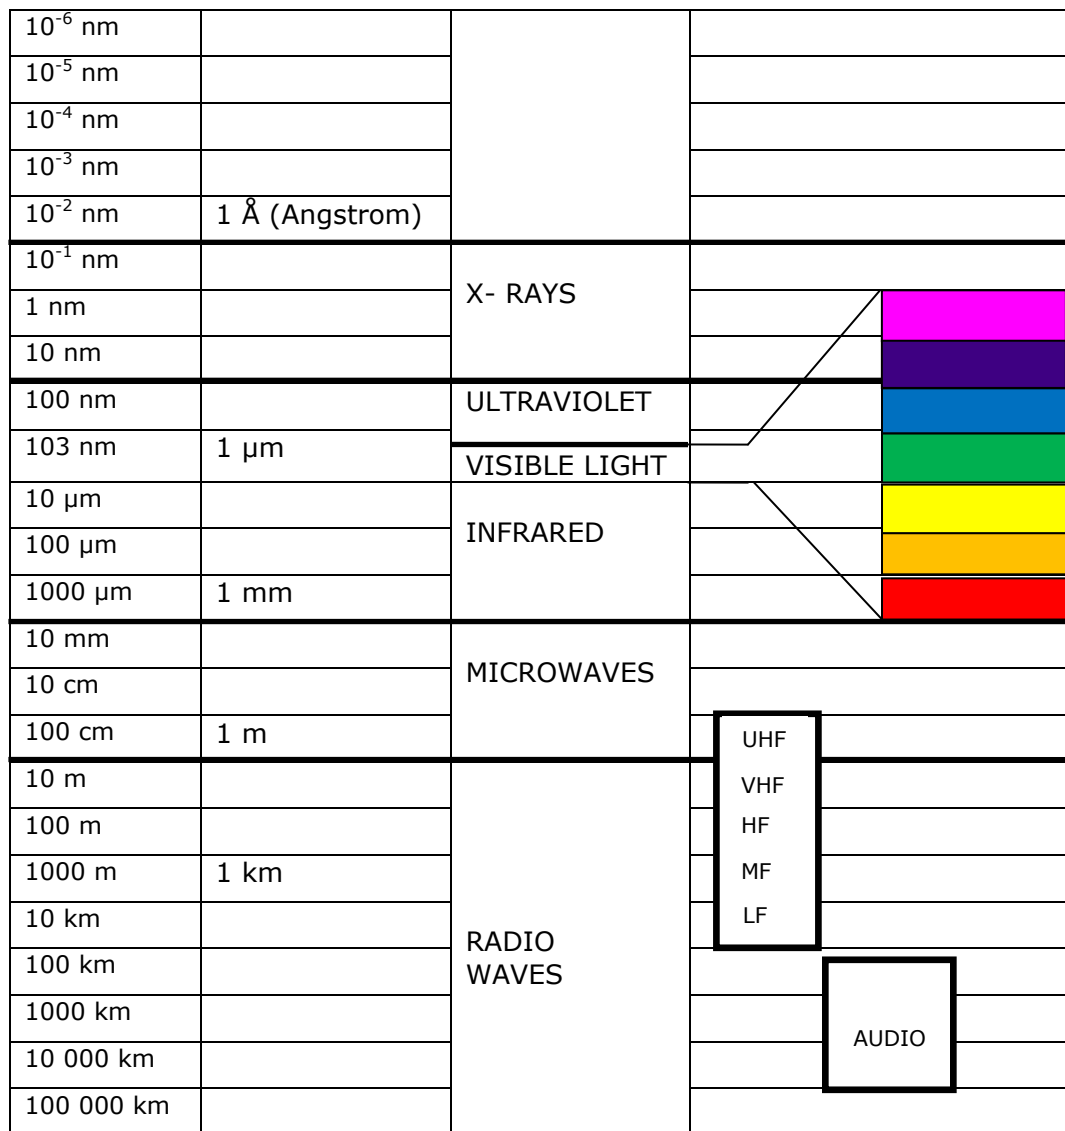 10⁻⁶ nm
10⁻⁵ nm
10⁻⁴ nm
10⁻³ nm
10⁻² nm 1 Å (Angstrom)
10⁻¹ nm
X- RAYS
1 nm
10 nm
100 nm ULTRAVIOLET
103 nm 1 µm
VISIBLE LIGHT
10 µm
INFRARED
100 µm
1000 µm 1 mm
10 mm
MICROWAVES
10 cm
100 cm 1 m UHF
10 m VHF
100 m HF
1000 m 1 km MF
10 km LF
RADIO
WAVES
100 km
1000 km
AUDIO
10 000 km
100 000 km